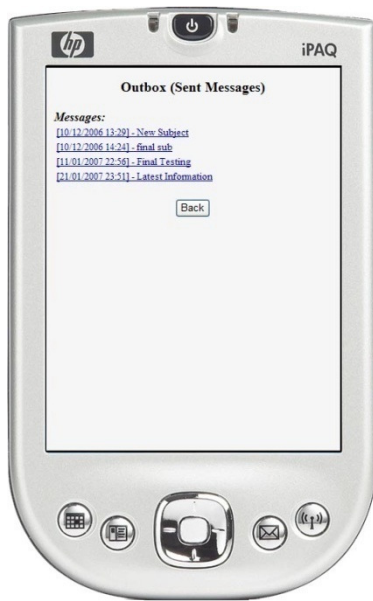 hp
iPAQ
Outbox (Sent Messages)
Messages:
[10/12/2006 13:29] - New Subject
[10/12/2006 14:24] - final sub
[11/01/2007 22:56] - Final Testing
[21/01/2007 23:51] - Latest Information
Back